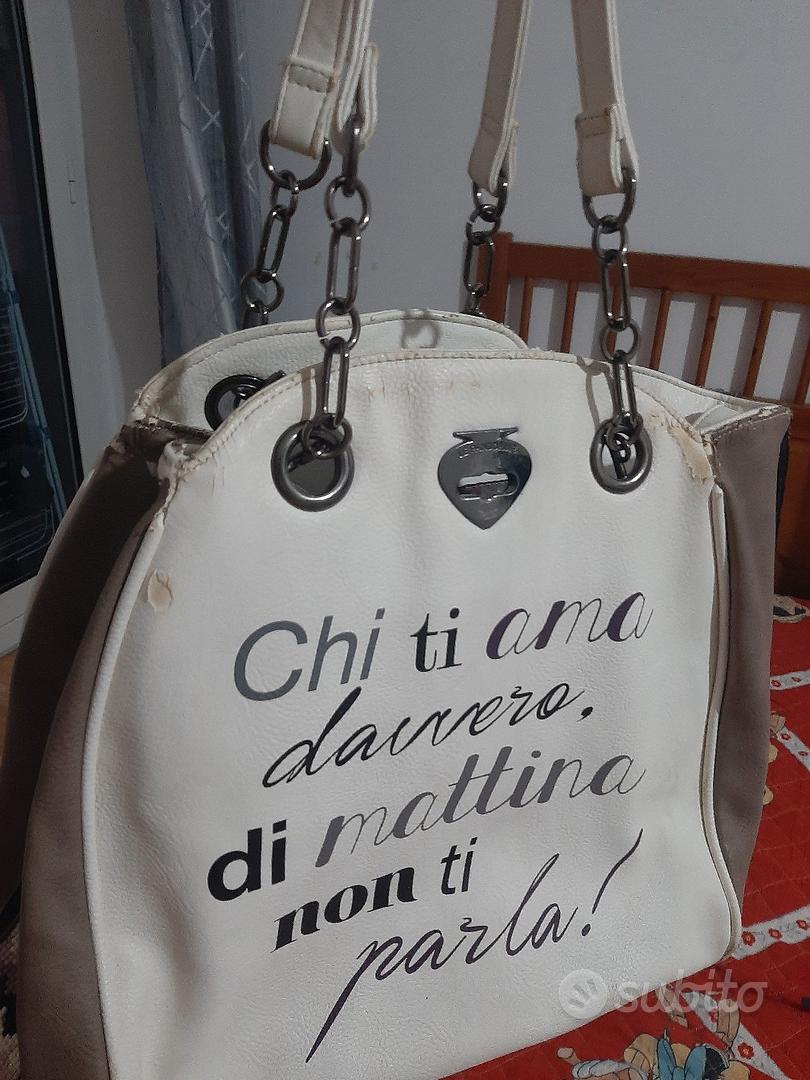 Chi ti ama
davvero,
di mattina
non ti
parla!
subito